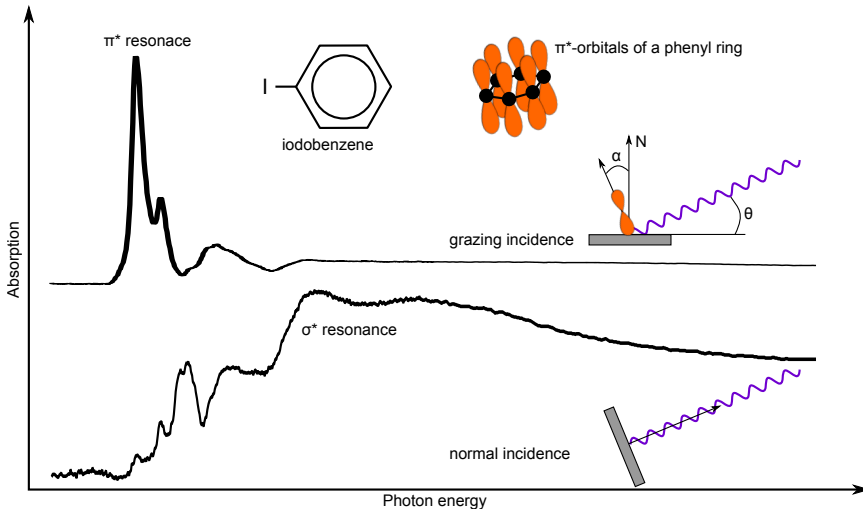 π* resonace
π*-orbitals of a phenyl ring
I
iodobenzene
N
α
θ
grazing incidence
Absorption
σ* resonance
normal incidence
Photon energy